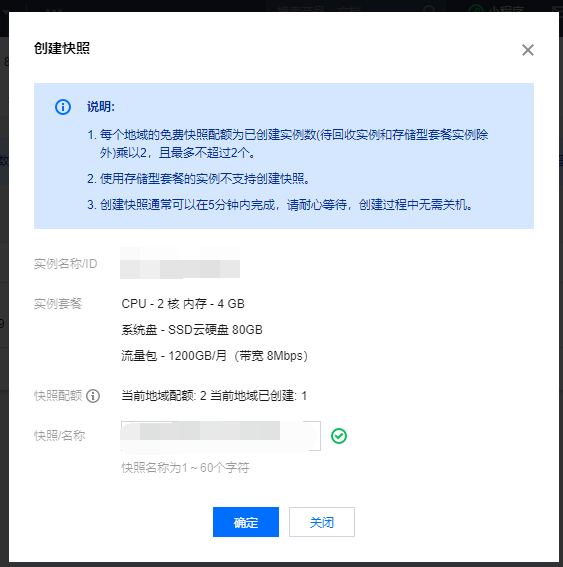 小程序
创建快照
说明:
1. 每个地域的免费快照配额为已创建实例数(待回收实例和存储型套餐实例除
外)乘以2，且最多不超过2个。
2. 使用存储型套餐的实例不支持创建快照。
3. 创建快照通常可以在5分钟内完成，请耐心等待，创建过程中无需关机。
实例名称/ID
实例套餐
CPU - 2 核 内存 - 4 GB
系统盘 - SSD云硬盘 80GB
流量包 - 1200GB/月（带宽 8Mbps）
快照配额
当前地域配额: 2 当前地域已创建: 1
快照/名称
快照名称为1～60个字符
确定
关闭